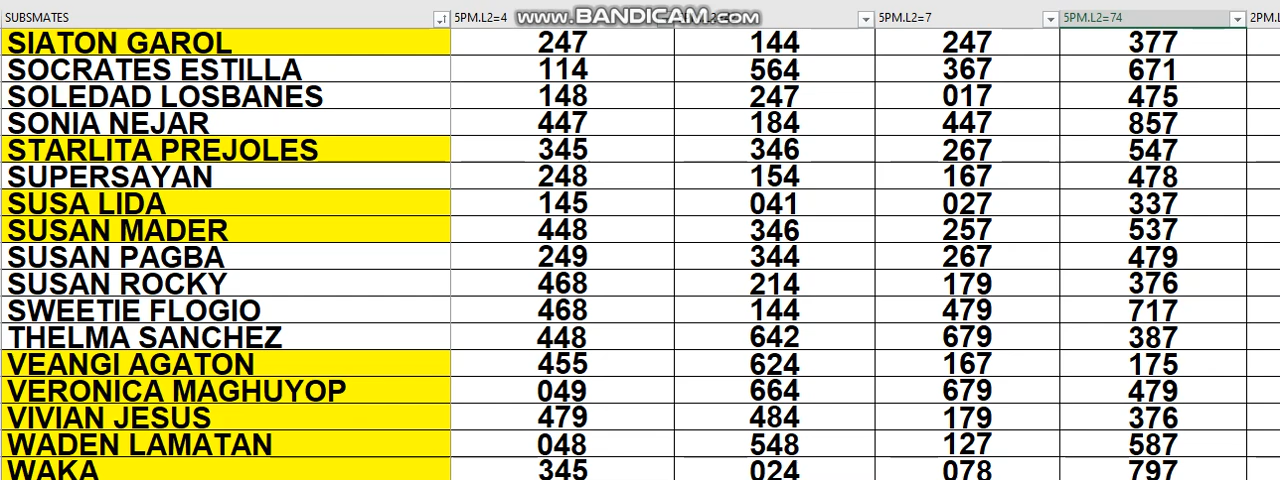 SUBSMATES 5PM.L2=4 www.BANDICAM.com 5PM.L2=7 5PM.L2=74 2PM.L
SIATON GAROL 247 144 247 377
SOCRATES ESTILLA 114 564 367 671
SOLEDAD LOSBANES 148 247 017 475
SONIA NEJAR 447 184 447 857
STARLITA PREJOLES 345 346 267 547
SUPERSAYAN 248 154 167 478
SUSA LIDA 145 041 027 337
SUSAN MADER 448 346 257 537
SUSAN PAGBA 249 344 267 479
SUSAN ROCKY 468 214 179 376
SWEETIE FLOGIO 468 144 479 717
THELMA SANCHEZ 448 642 679 387
VEANGI AGATON 455 624 167 175
VERONICA MAGHUYOP 049 664 679 479
VIVIAN JESUS 479 484 179 376
WADEN LAMATAN 048 548 127 587
WAKA 345 024 078 797